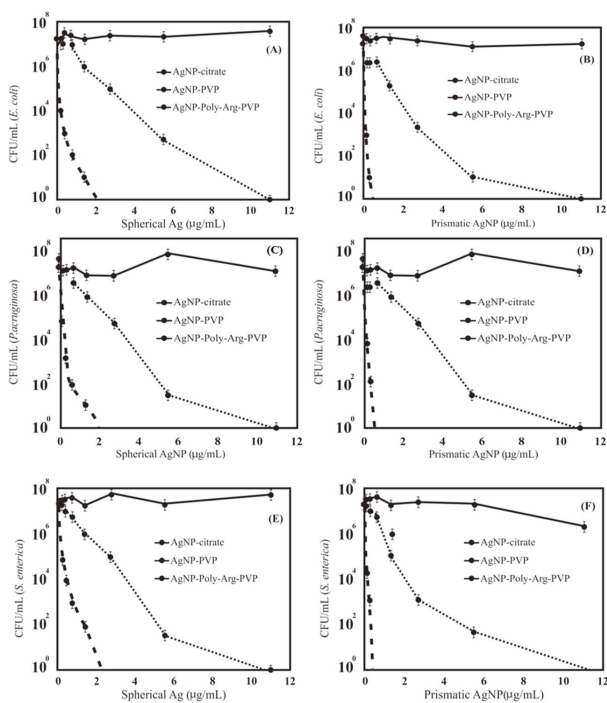 10 8
(A)
10 6
AgNP-citrate
AgNP-PVP
10 4
AgNP-Poly-Arg-PVP
10 2
10 0
CFU/mL (E. coli)
0 2 4 6 8 10 12
Spherical Ag (µg/mL)
10 8
(B)
10 6
AgNP-citrate
AgNP-PVP
10 4
AgNP-Poly-Arg-PVP
10 2
10 0
CFU/mL (E. coli)
0 2 4 6 8 10 12
Prismatic AgNP (µg/mL)
10 8
(C)
10 6
AgNP-citrate
AgNP-PVP
10 4
AgNP-Poly-Arg-PVP
10 2
10 0
CFU/mL (P.acruginosa)
0 2 4 6 8 10 12
Spherical AgNP (µg/mL)
10 8
(D)
10 6
AgNP-citrate
AgNP-PVP
10 4
AgNP-Poly-Arg-PVP
10 2
10 0
CFU/mL (P.acruginosa)
0 2 4 6 8 10 12
Prismatic AgNP (µg/mL)
10 8
(E)
10 6
AgNP-citrate
AgNP-PVP
10 4
AgNP-Poly-Arg-PVP
10 2
10 0
CFU/mL (S. enterica)
0 2 4 6 8 10 12
Spherical Ag (µg/mL)
10 8
(F)
10 6
AgNP-citrate
AgNP-PVP
10 4
AgNP-Poly-Arg-PVP
10 2
10 0
CFU/mL (S. enterica)
0 2 4 6 8 10 12
Prismatic AgNP(µg/mL)